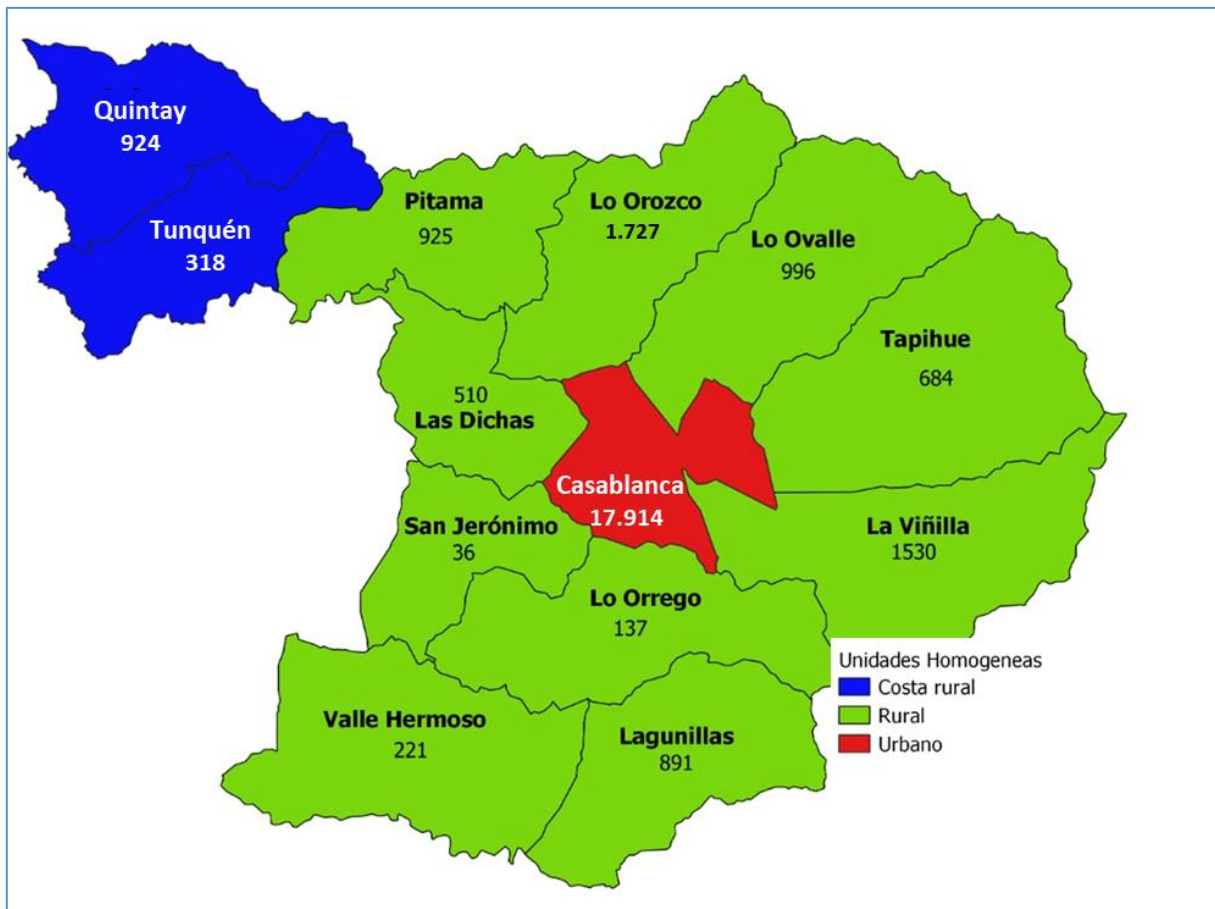 Quintay
924
Tunquén
318
Pitama
925
Lo Orozco
1.727
Lo Ovalle
996
Tapihue
684
510
Las Dichas
Casablanca
17.914
San Jerónimo
36
La Viñilla
1530
Lo Orrego
137
Valle Hermoso
221
Lagunillas
891
Unidades Homogeneas
Costa rural
Rural
Urbano